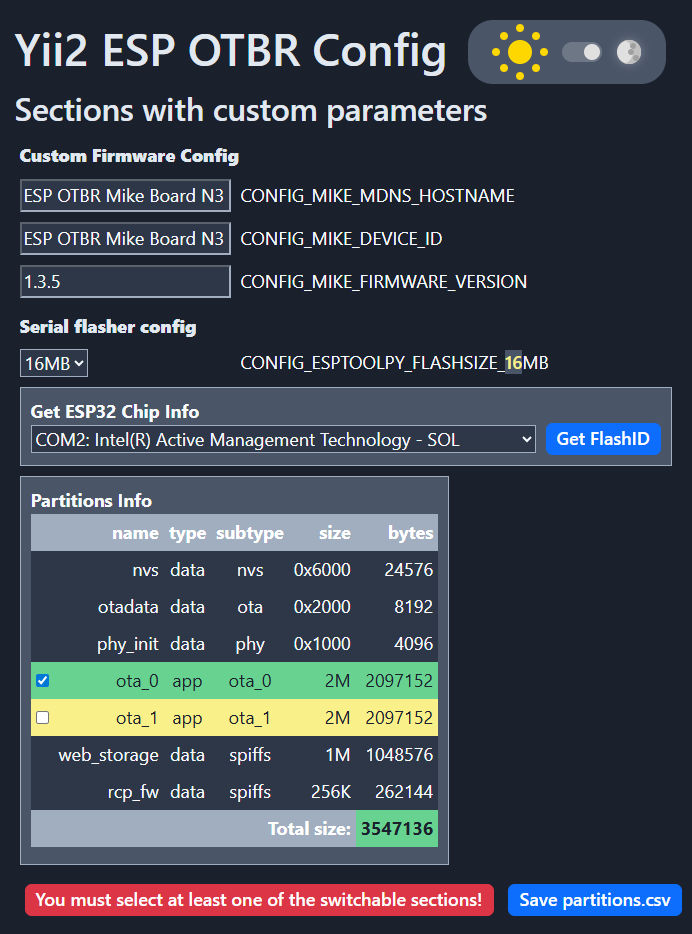 Yii2 ESP OTBR Config
Sections with custom parameters
Custom Firmware Config
ESP OTBR Mike Board N3 CONFIG_MIKE_MDNS_HOSTNAME
ESP OTBR Mike Board N3 CONFIG_MIKE_DEVICE_ID
1.3.5 CONFIG_MIKE_FIRMWARE_VERSION
Serial flasher config
16MB CONFIG_ESPTOOLPY_FLASHSIZE_16MB
Get ESP32 Chip Info
COM2: Intel(R) Active Management Technology - SOL Get FlashID
Partitions Info
name type subtype size bytes
nvs data nvs 0x6000 24576
otadata data ota 0x2000 8192
phy_init data phy 0x1000 4096
ota_0 app ota_0 2M 2097152
ota_1 app ota_1 2M 2097152
web_storage data spiffs 1M 1048576
rcp_fw data spiffs 256K 262144
Total size: 3547136
You must select at least one of the switchable sections! Save partitions.csv